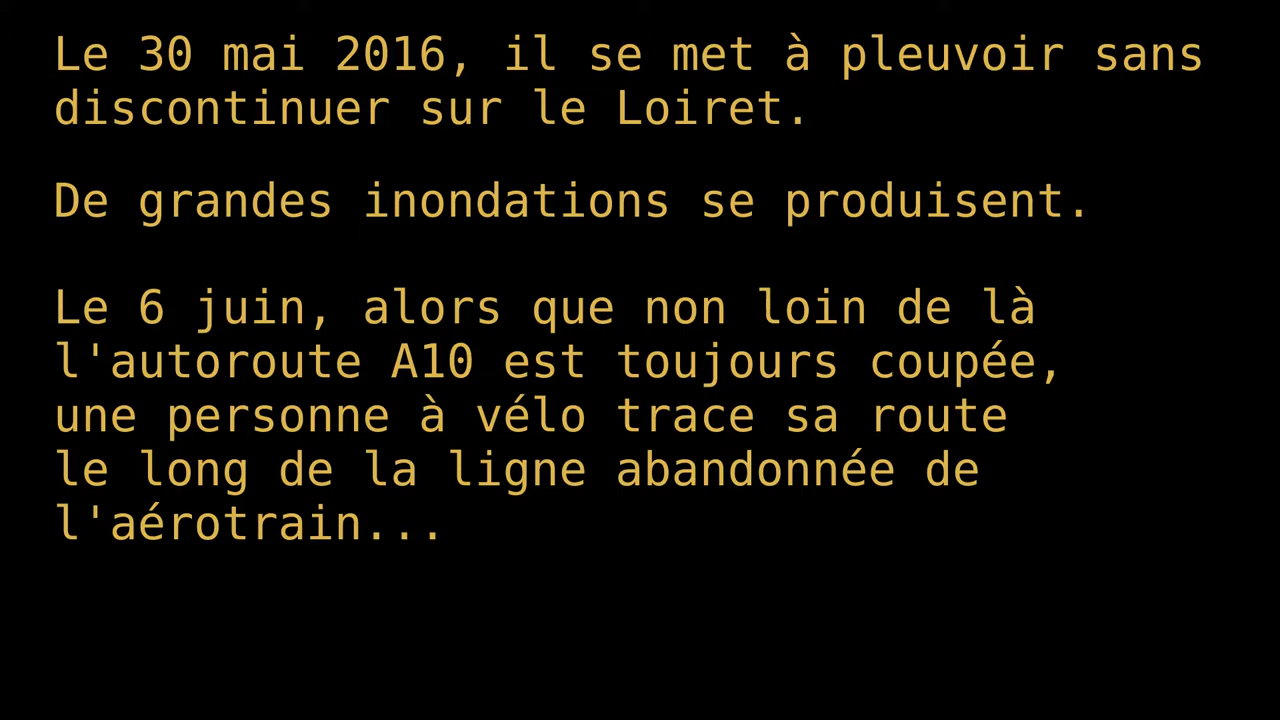 Le 30 mai 2016, il se met à pleuvoir sans
discontinuer sur le Loiret.
De grandes inondations se produisent.
Le 6 juin, alors que non loin de là
l'autoroute A10 est toujours coupée,
une personne à vélo trace sa route
le long de la ligne abandonnée de
l'aérotrain...